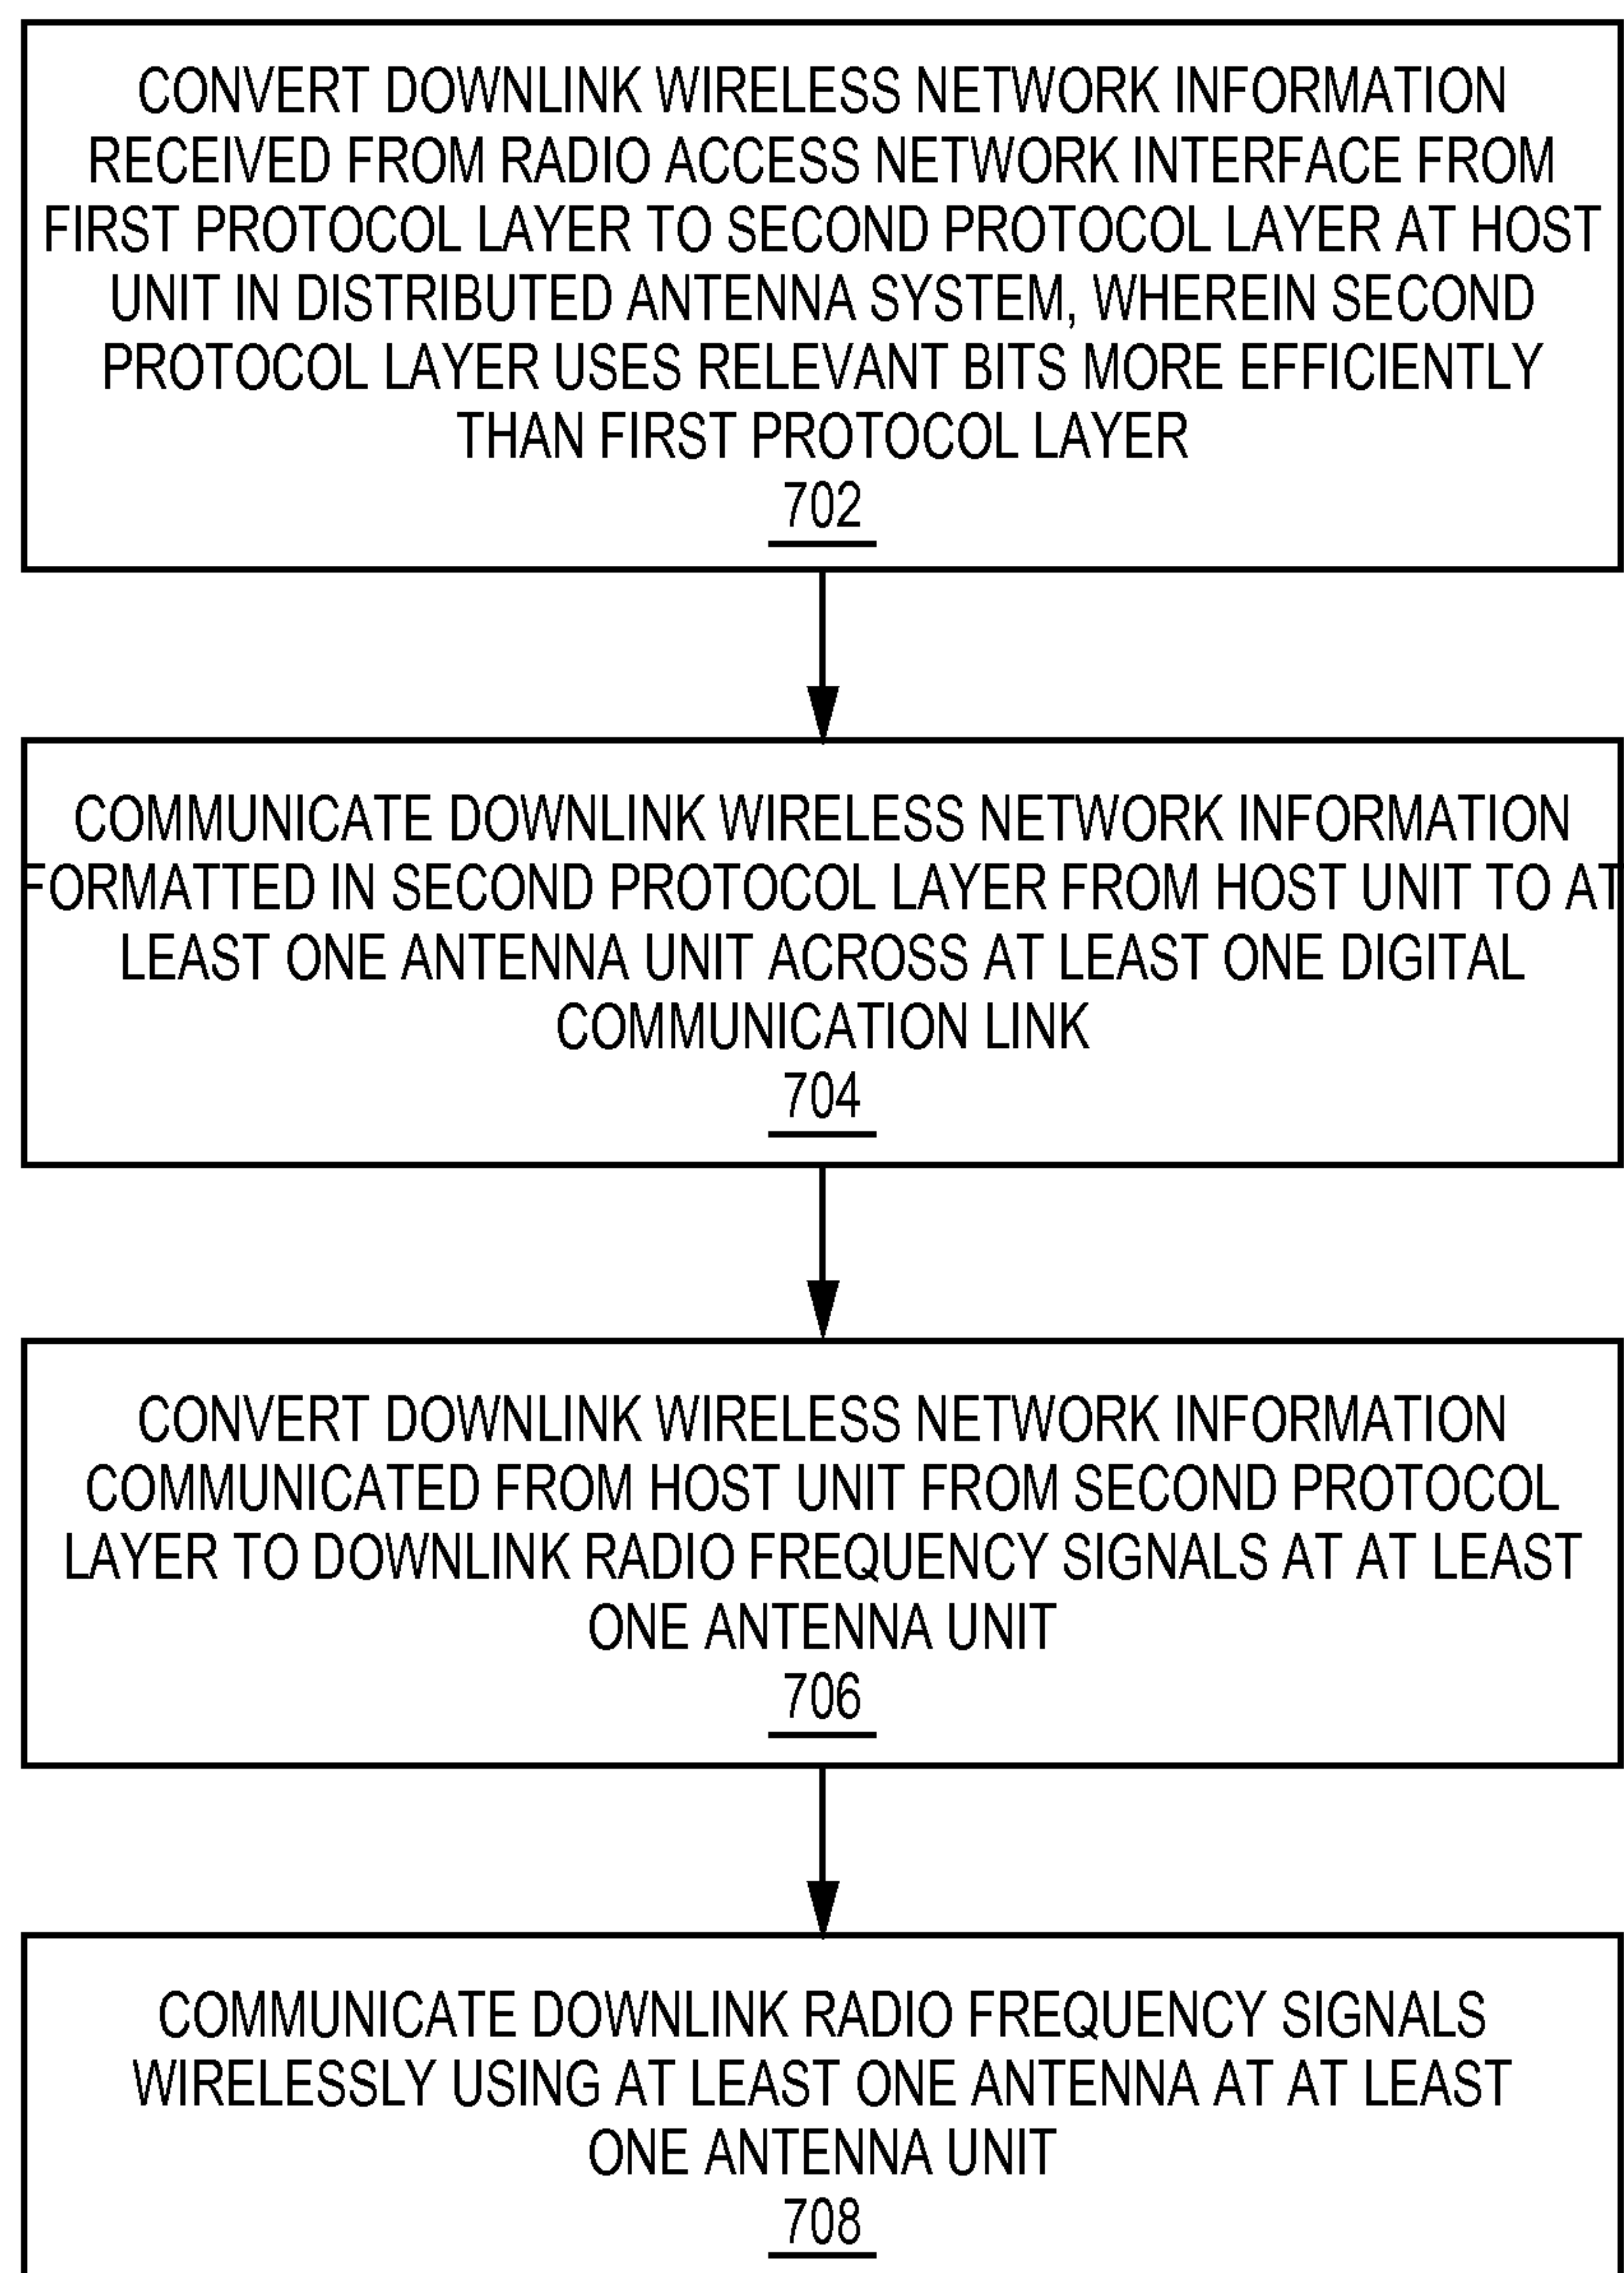 CONVERT DOWNLINK WIRELESS NETWORK INFORMATION
RECEIVED FROM RADIO ACCESS NETWORK INTERFACE FROM
FIRST PROTOCOL LAYER TO SECOND PROTOCOL LAYER AT HOST
UNIT IN DISTRIBUTED ANTENNA SYSTEM, WHEREIN SECOND
PROTOCOL LAYER USES RELEVANT BITS MORE EFFICIENTLY
THAN FIRST PROTOCOL LAYER
702
COMMUNICATE DOWNLINK WIRELESS NETWORK INFORMATION
FORMATTED IN SECOND PROTOCOL LAYER FROM HOST UNIT TO AT
LEAST ONE ANTENNA UNIT ACROSS AT LEAST ONE DIGITAL
COMMUNICATION LINK
704
CONVERT DOWNLINK WIRELESS NETWORK INFORMATION
COMMUNICATED FROM HOST UNIT FROM SECOND PROTOCOL
LAYER TO DOWNLINK RADIO FREQUENCY SIGNALS AT AT LEAST
ONE ANTENNA UNIT
706
COMMUNICATE DOWNLINK RADIO FREQUENCY SIGNALS
WIRELESSLY USING AT LEAST ONE ANTENNA AT AT LEAST
ONE ANTENNA UNIT
708